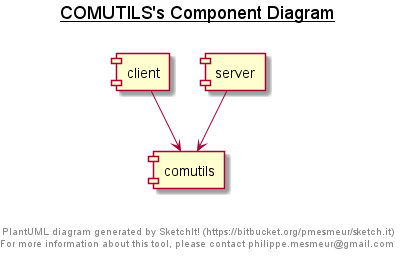 COMUTILS's Component Diagram
client
server
comutils
PlantUML diagram generated by SketchIt! (https://bitbucket.org/pmesmeur/sketch.it)
For more information about this tool, please contact philippe.mesmeur@gmail.com